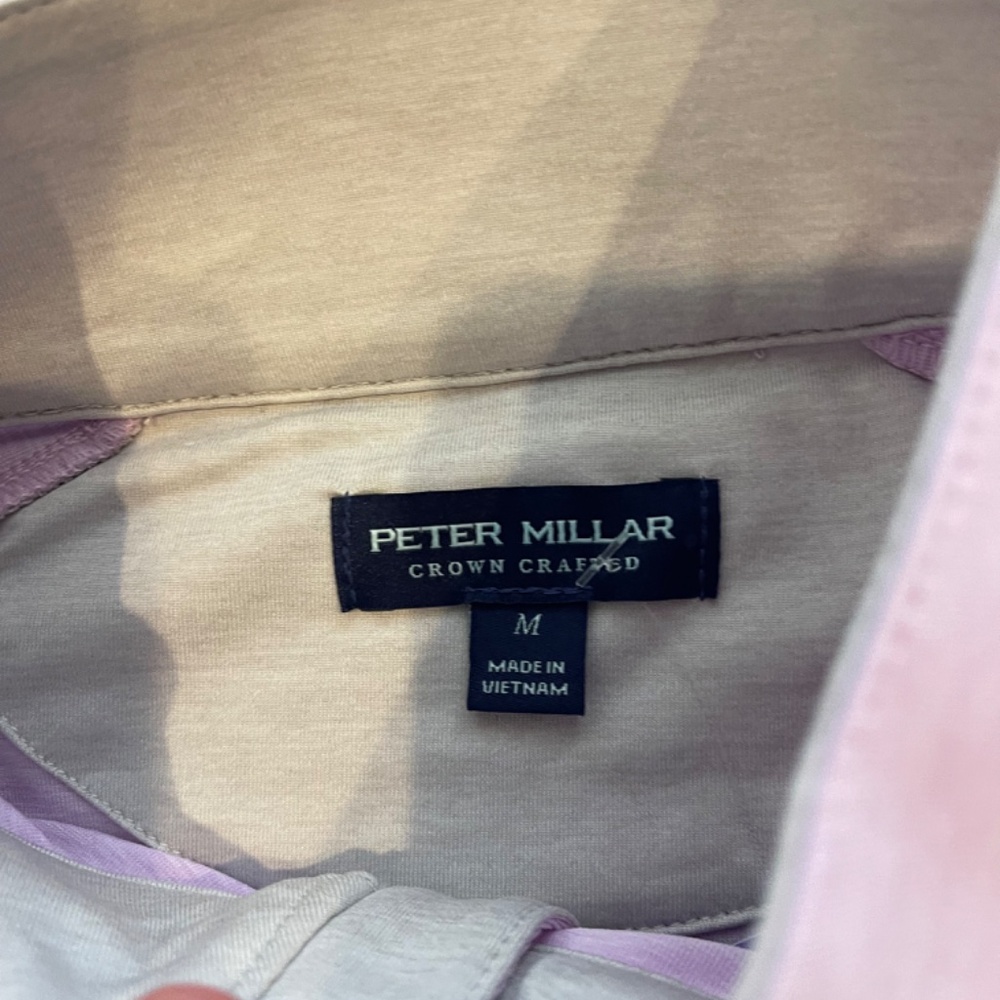 PETER MILLAR
CROWN CRAFTED
M
MADE IN
VIETNAM